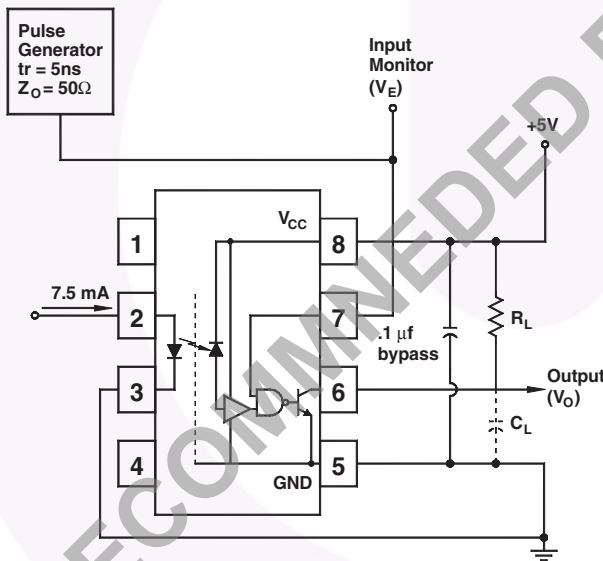 Pulse
Generator
tr = 5ns
ZO = 50Ω
Input
Monitor
(VE)
+5V
VCC
1
8
7.5 mA
2
7
.1 μf
bypass
RL
3
6
Output
(VO)
CL
4
5
GND
RECOMMNEDED